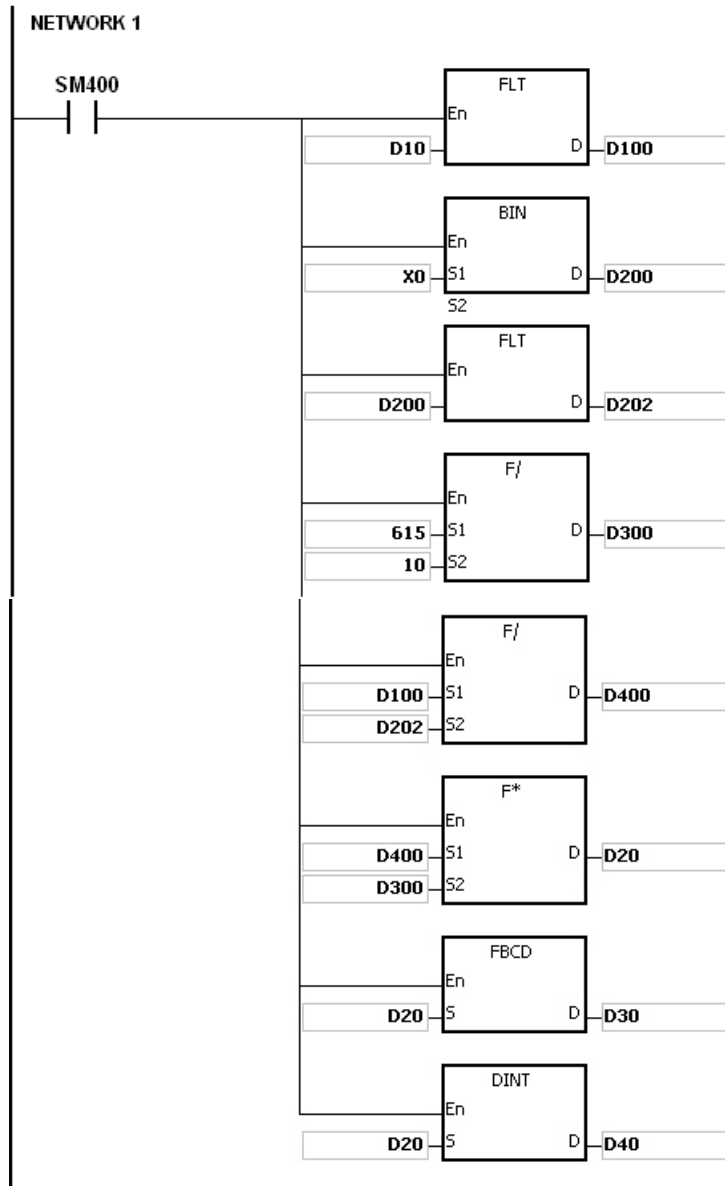 NETWORK 1
SM400
FLT
En
D10 D D100
BIN
En
X0 S1 D D200
S2
FLT
En
D200 D D202
F/
En
615 S1 D D300
10 S2
F/
En
D100 S1 D D400
D202 S2
F*
En
D400 S1 D D20
D300 S2
FBCD
En
D20 S D D30
DINT
En
D20 S D D40